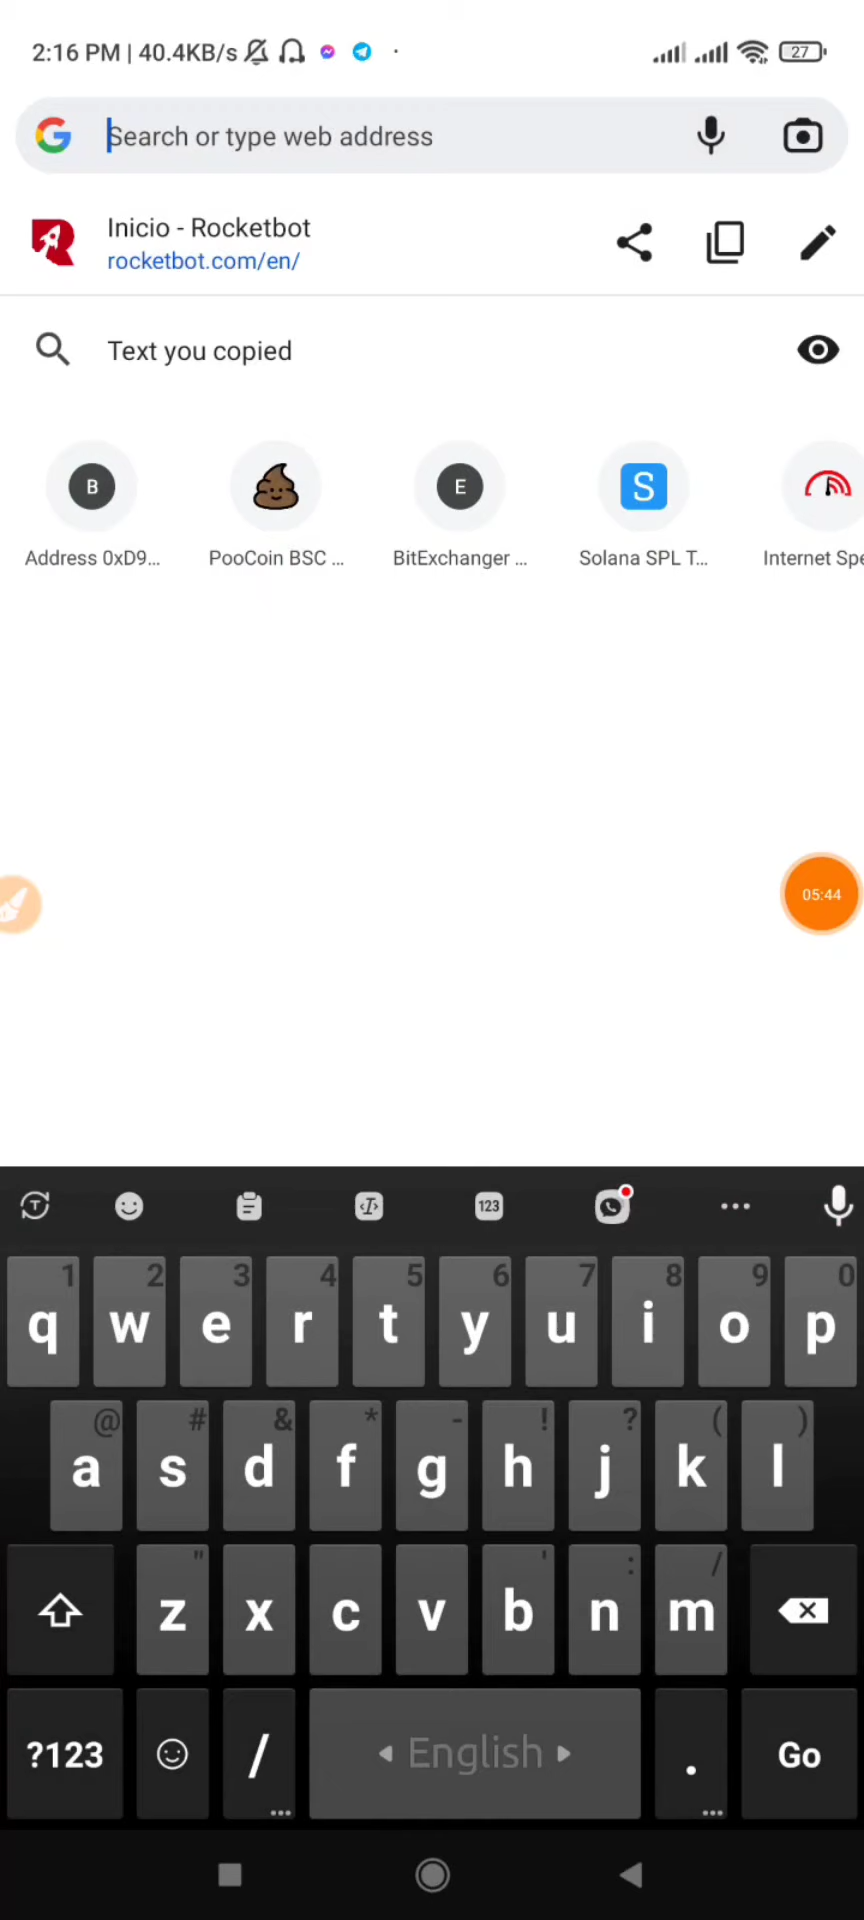 2:16 PM | 40.4KB/s
27
Search or type web address
Inicio - Rocketbot
rocketbot.com/en/
Text you copied
B
E
S
Address 0xD9...
PooCoin BSC ...
BitExchanger ...
Solana SPL T...
Internet Spe
05:44
T
123
1 2 3 4 5 6 7 8 9 0
q w e r t y u i o p
@ # & * - ! ? ( )
a s d f g h j k l
" ' : /
z x c v b n m
?123 / English . Go